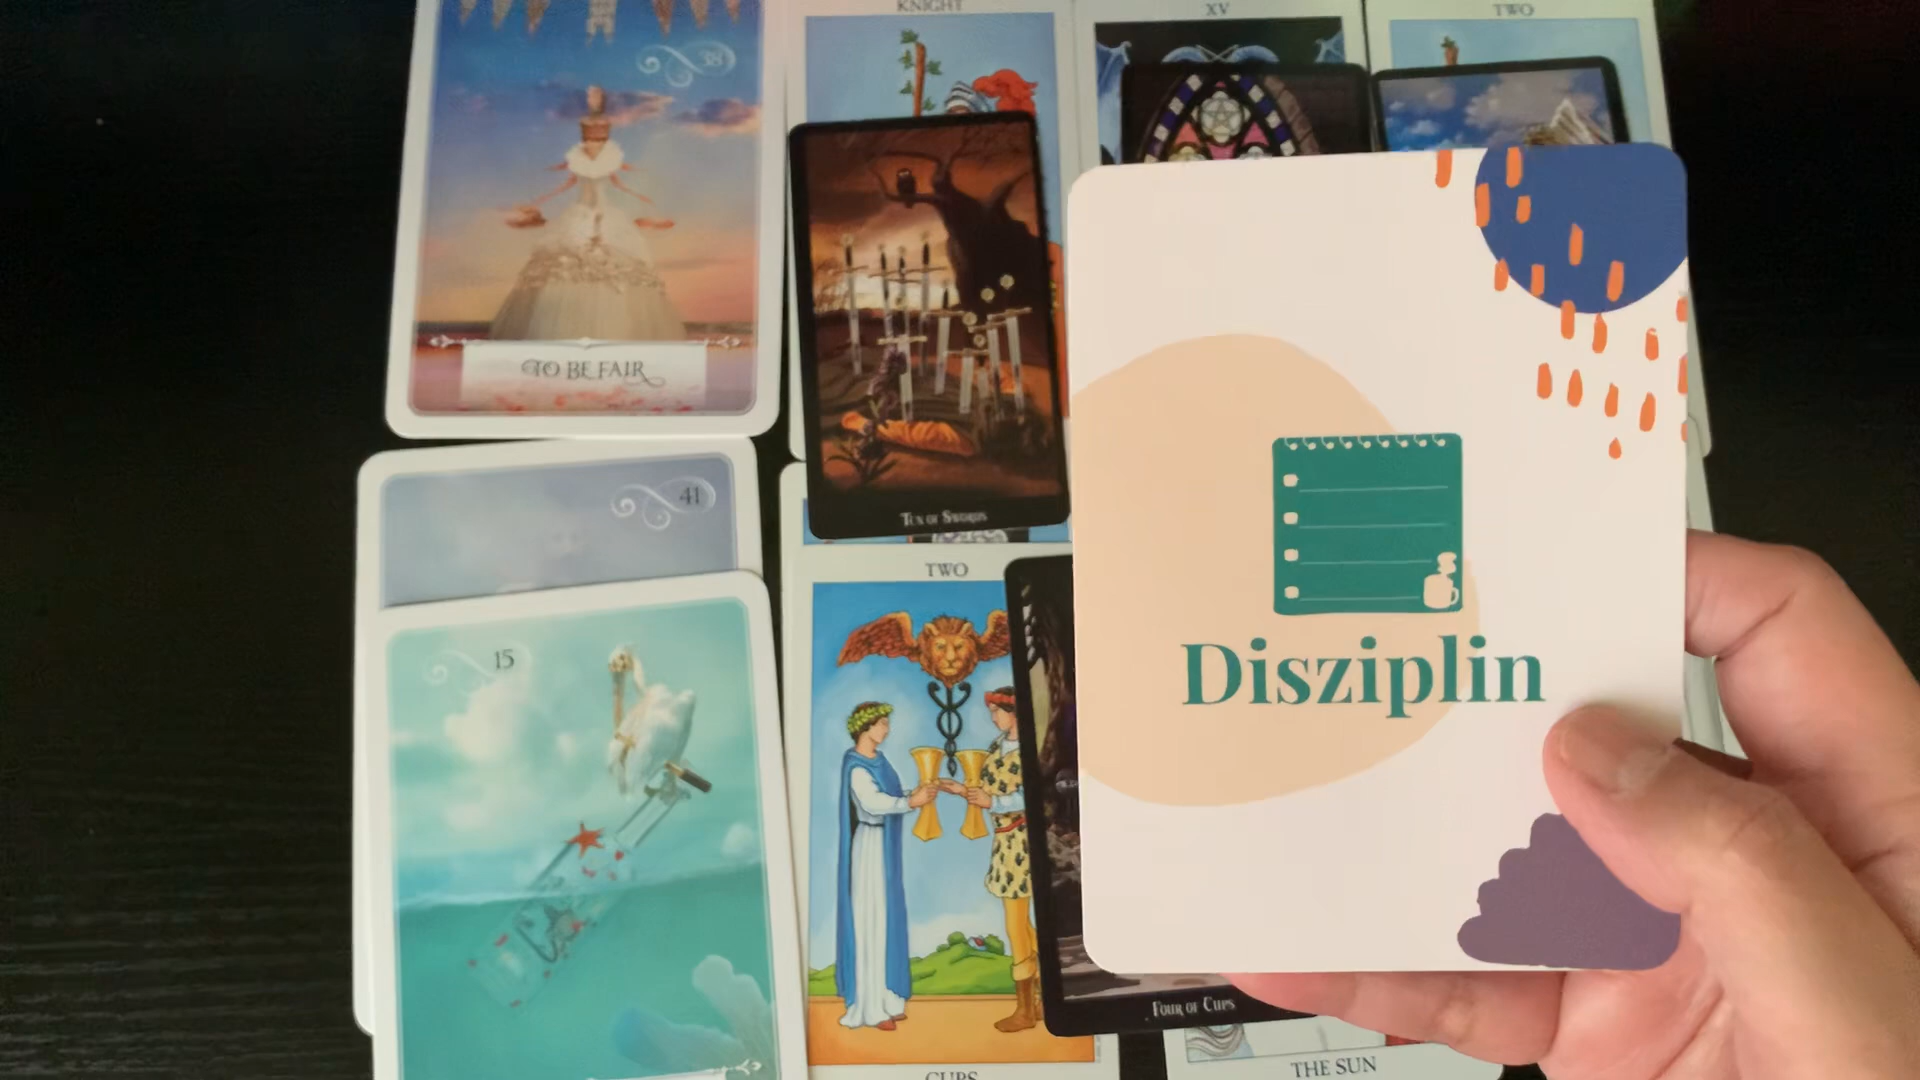 KNIGHT
XV
TWO
38
TO BE FAIR
Ten of Swords
41
TWO
15
Disziplin
Four of Cups
THE SUN
CUPS